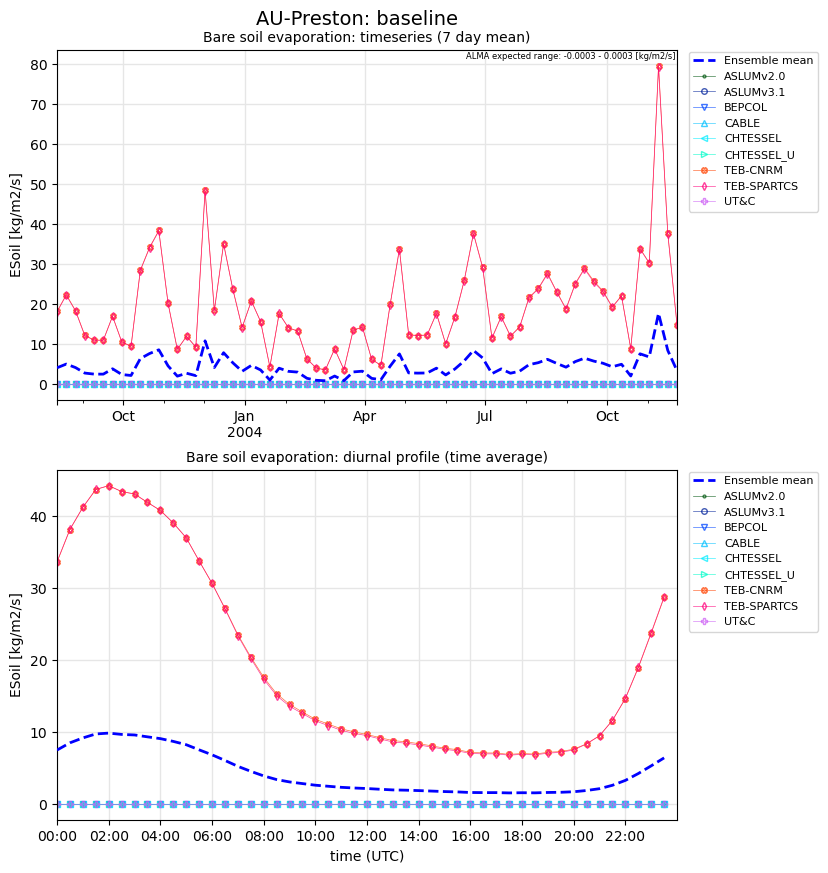 AU-Preston: baseline
Bare soil evaporation: timeseries (7 day mean)
ALMA expected range: -0.0003 - 0.0003 [kg/m2/s]
ESoil [kg/m2/s]
80
70
60
50
40
30
20
10
0
Oct
Jan
2004
Apr
Jul
Oct
Ensemble mean
ASLUMv2.0
ASLUMv3.1
BEPCOL
CABLE
CHTESSEL
CHTESSEL_U
TEB-CNRM
TEB-SPARTCS
UT&C
Bare soil evaporation: diurnal profile (time average)
ESoil [kg/m2/s]
40
30
20
10
0
00:00
02:00
04:00
06:00
08:00
10:00
12:00
14:00
16:00
18:00
20:00
22:00
time (UTC)
Ensemble mean
ASLUMv2.0
ASLUMv3.1
BEPCOL
CABLE
CHTESSEL
CHTESSEL_U
TEB-CNRM
TEB-SPARTCS
UT&C